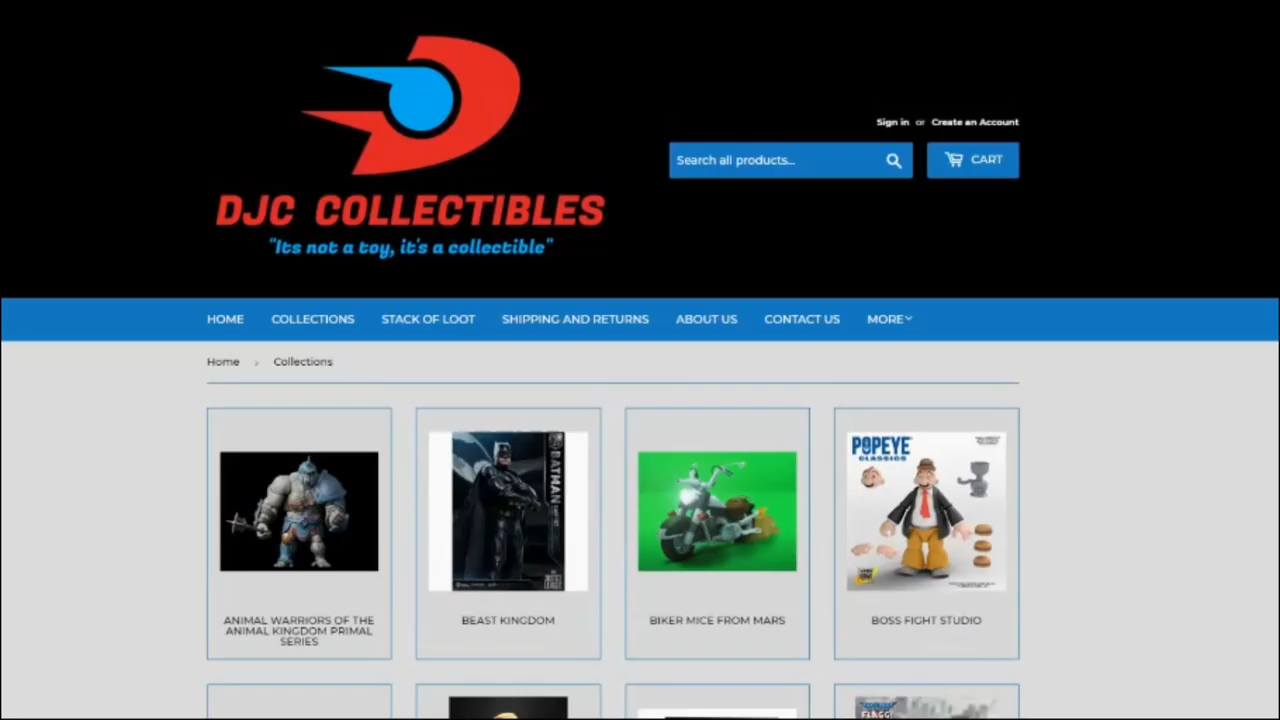 Sign in or Create an Account
Search all products...
CART
DJC COLLECTIBLES
"Its not a toy, it's a collectible"
HOME COLLECTIONS STACK OF LOOT SHIPPING AND RETURNS ABOUT US CONTACT US MORE
Home › Collections
BATMAN
POPEYE
CLASSICS
ANIMAL WARRIORS OF THE
ANIMAL KINGDOM PRIMAL
SERIES
BEAST KINGDOM
BIKER MICE FROM MARS
BOSS FIGHT STUDIO